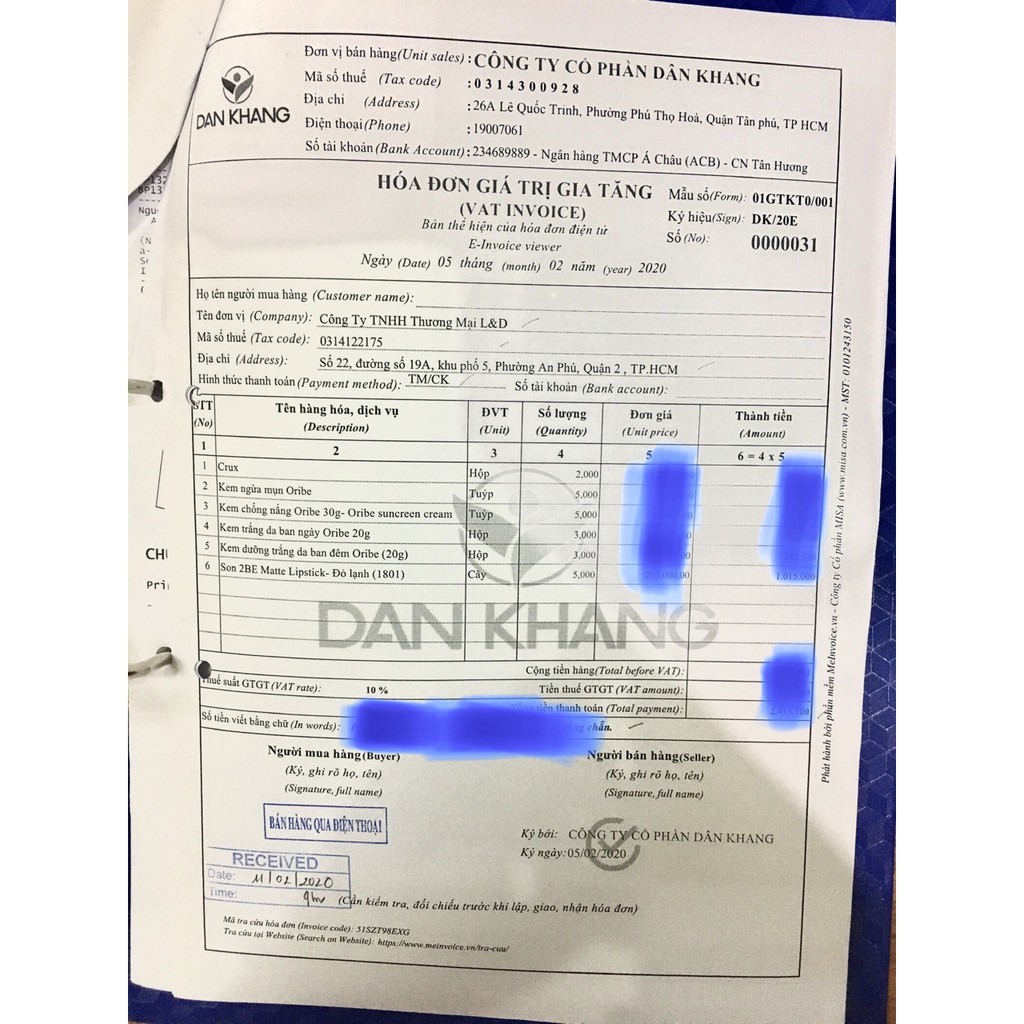 DAN KHANG
Đơn vị bán hàng(Unit sales) : CÔNG TY CỔ PHẦN DÂN KHANG
Mã số thuế (Tax code) : 0314300928
Địa chỉ (Address) : 26A Lê Quốc Trinh, Phường Phú Thọ Hoà, Quận Tân phú, TP HCM
Điện thoại(Phone) : 19007061
Số tài khoản(Bank Account) : 234689889 - Ngân hàng TMCP Á Châu (ACB) - CN Tân Hương
HÓA ĐƠN GIÁ TRỊ GIA TĂNG
(VAT INVOICE)
Bản thể hiện của hóa đơn điện tử
E-Invoice viewer
Ngày (Date) 05 tháng (month) 02 năm (year) 2020
Mẫu số(Form): 01GTKT0/001
Ký hiệu(Sign): DK/20E
Số (No): 0000031
Họ tên người mua hàng (Customer name):
Tên đơn vị (Company): Công Ty TNHH Thương Mại L&D
Mã số thuế (Tax code): 0314122175
Địa chỉ (Address): Số 22, đường số 19A, khu phố 5, Phường An Phú, Quận 2 , TP.HCM
Hình thức thanh toán(Payment method): TM/CK Số tài khoản (Bank account):
STT (No) Tên hàng hóa, dịch vụ (Description) ĐVT (Unit) Số lượng (Quantity) Đơn giá (Unit price) Thành tiền (Amount)
1 2 3 4 5 6 = 4 x 5
1 Crux Hộp 2,000
2 Kem ngừa mụn Oribe Tuýp 5,000
3 Kem chống nắng Oribe 30g- Oribe suncreen cream Tuýp 5,000
4 Kem trắng da ban ngày Oribe 20g Hộp 3,000
5 Kem dưỡng trắng da ban đêm Oribe (20g) Hộp 3,000
6 Son 2BE Matte Lipstick- Đỏ lạnh (1801) Cây 5,000 1.015.000
DAN KHANG
Cộng tiền hàng(Total before VAT):
Thuế suất GTGT (VAT rate): 10 % Tiền thuế GTGT (VAT amount):
tiền thanh toán (Total payment):
Số tiền viết bằng chữ (In words): chẵn.
Người mua hàng(Buyer)
(Ký, ghi rõ họ, tên)
(Signature, full name)
Người bán hàng(Seller)
(Ký, ghi rõ họ, tên)
(Signature, full name)
BÁN HÀNG QUA ĐIỆN THOẠI
Ký bởi: CÔNG TY CỔ PHẦN DÂN KHANG
Ký ngày: 05/02/2020
RECEIVED
Date: 11/02/2020
Time: 9hr
(Cần kiểm tra, đối chiếu trước khi lập, giao, nhận hóa đơn)
Mã tra cứu hóa đơn (Invoice code): 51SZT98EXG
Tra cứu tại Website (Search on Website): https://www.meinvoice.vn/tra-cuu/
Phát hành bởi phần mềm MeInvoice.vn - Công ty Cổ phần MISA (www.misa.com.vn) - MST: 0101243150